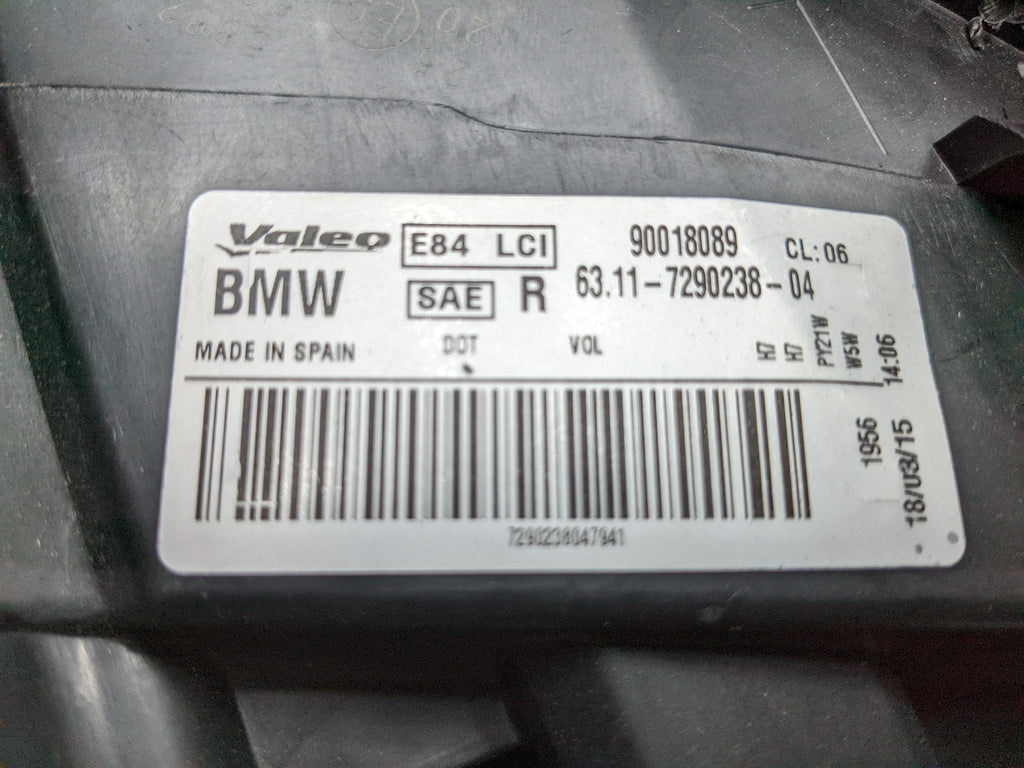 Valeo E84 LCI 90018089 CL: 06
BMW SAE R 63.11-7290238-04
MADE IN SPAIN DOT VOL
H7
H7
PY21W
W5W
14:06
1956
18/03/15
7290238047941